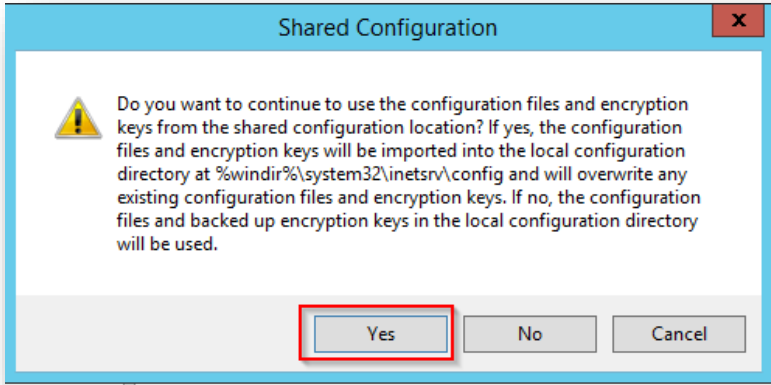 Shared Configuration
x
Do you want to continue to use the configuration files and encryption
keys from the shared configuration location? If yes, the configuration
files and encryption keys will be imported into the local configuration
directory at %windir%\system32\inetsrv\config and will overwrite any
existing configuration files and encryption keys. If no, the configuration
files and backed up encryption keys in the local configuration directory
will be used.
Yes No Cancel